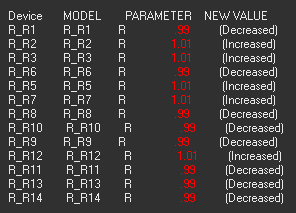 Device MODEL PARAMETER NEW VALUE
R_R1 R_R1 R .99 (Decreased)
R_R2 R_R2 R 1.01 (Increased)
R_R3 R_R3 R 1.01 (Increased)
R_R6 R_R6 R .99 (Decreased)
R_R5 R_R5 R 1.01 (Increased)
R_R7 R_R7 R 1.01 (Increased)
R_R8 R_R8 R .99 (Decreased)
R_R10 R_R10 R .99 (Decreased)
R_R9 R_R9 R .99 (Decreased)
R_R12 R_R12 R 1.01 (Increased)
R_R11 R_R11 R .99 (Decreased)
R_R13 R_R13 R .99 (Decreased)
R_R14 R_R14 R .99 (Decreased)